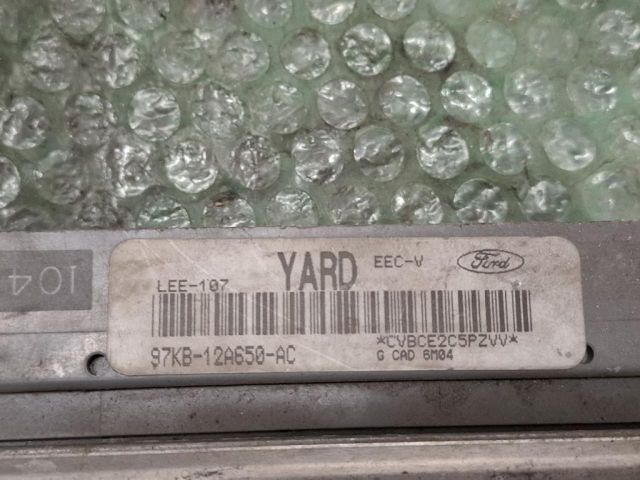 104
LEE-107 YARD EEC-V Ford
97KB-12A650-AC *CVBCE2C5PZVV*
G CAD 6M04